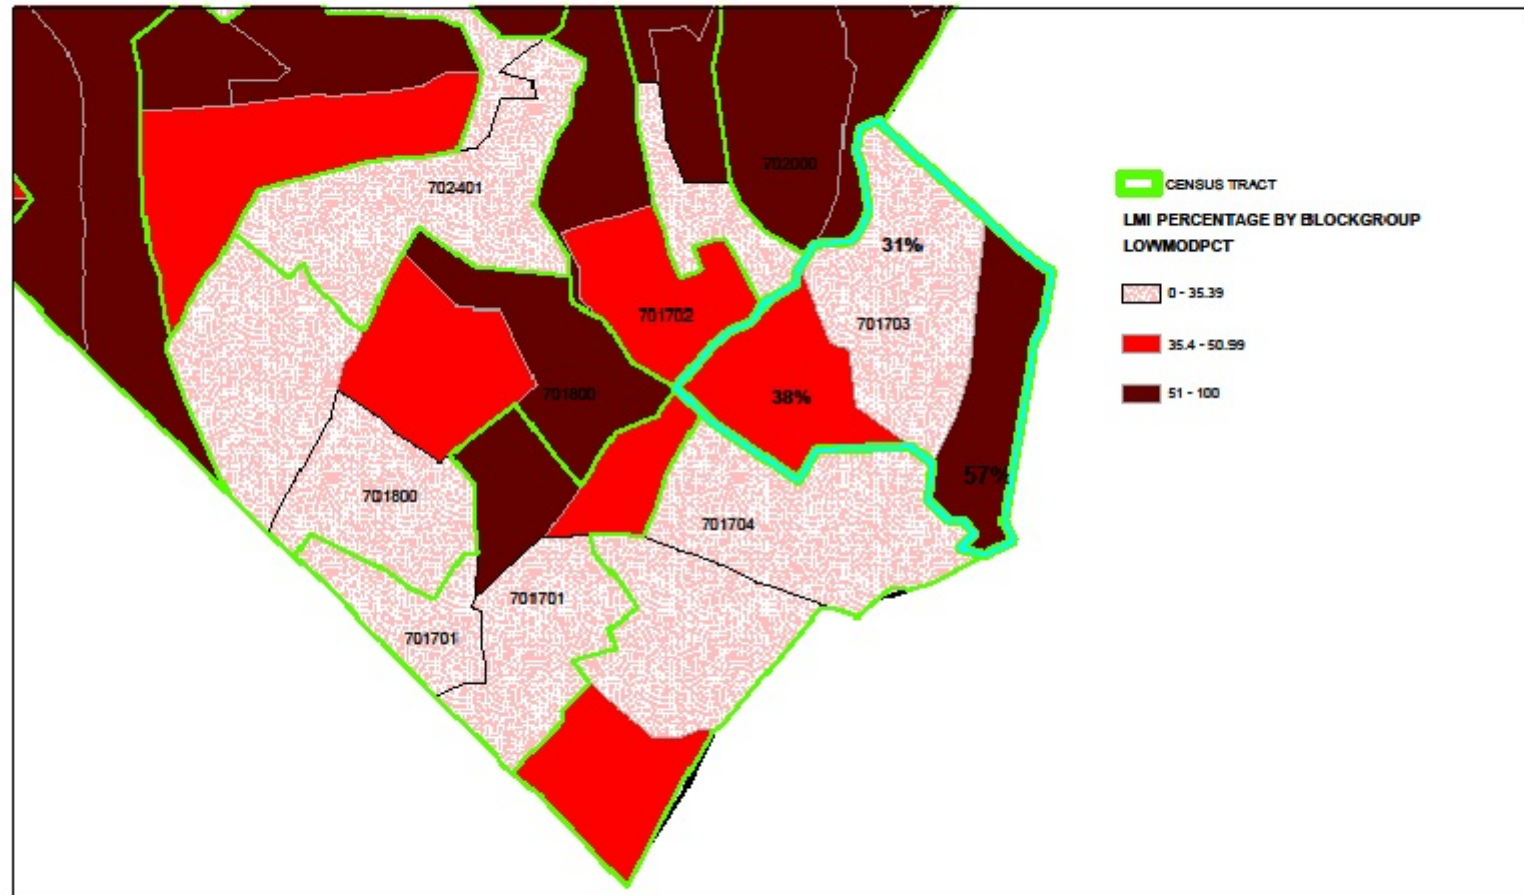 702000
702401
31%
701702
701703
701800
38%
57%
701800
701704
701701
701701
CENSUS TRACT
LMI PERCENTAGE BY BLOCKGROUP
LOWMODPCT
0 - 35.39
35.4 - 50.99
51 - 100